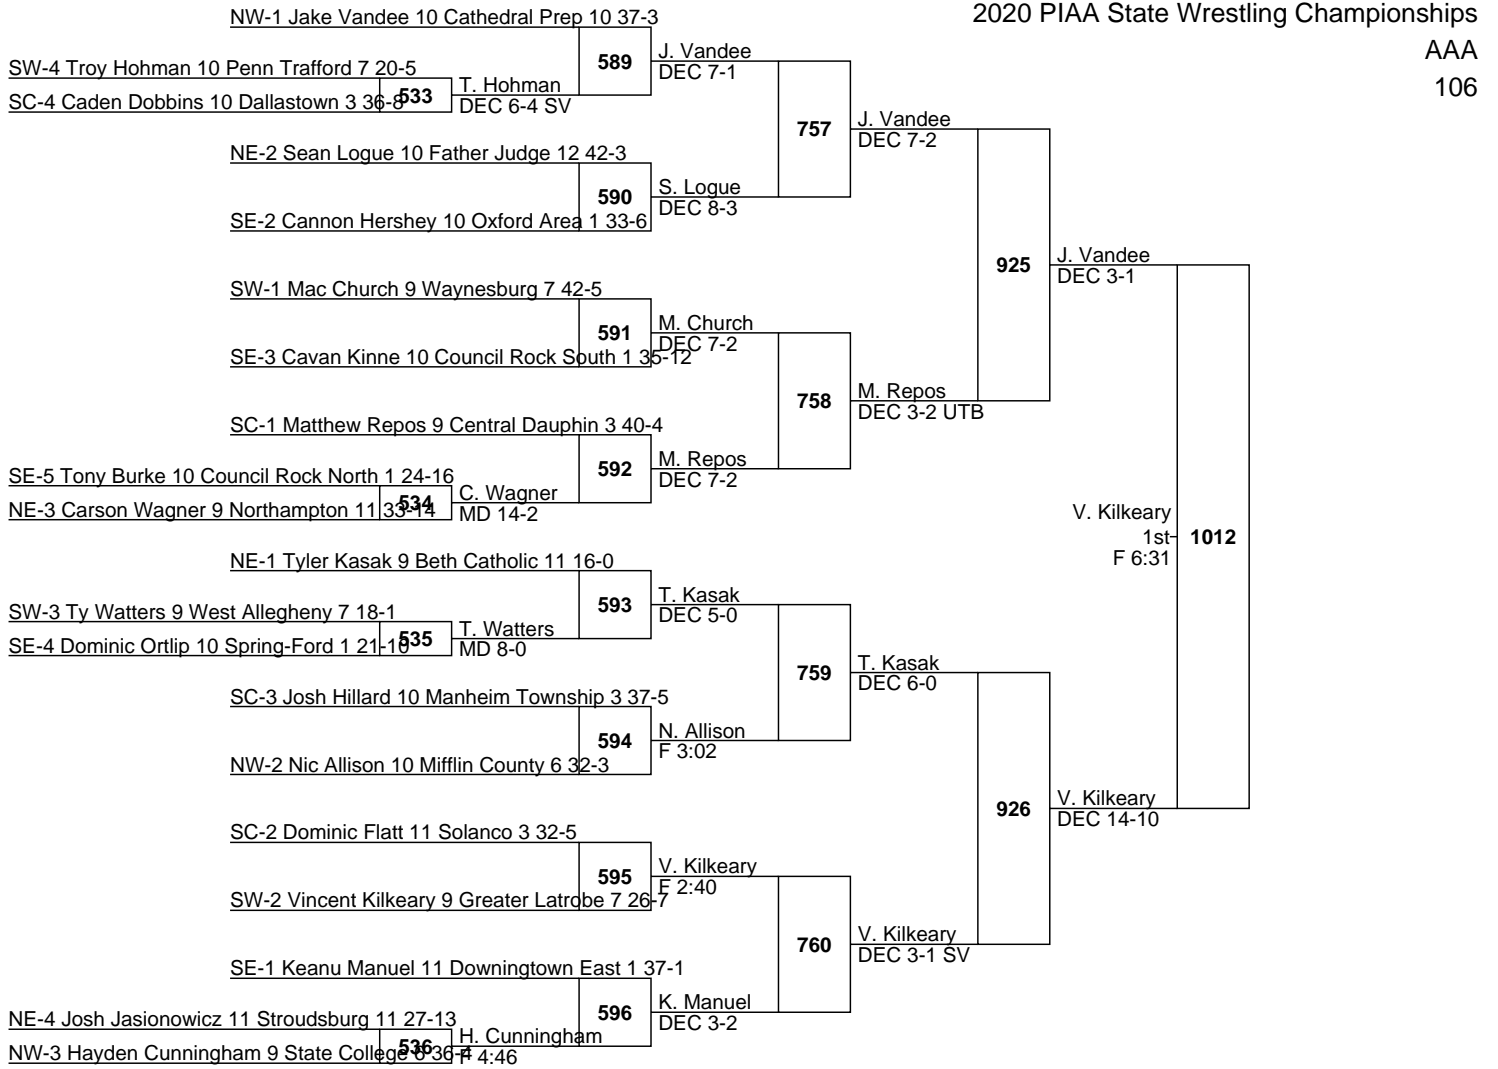 2020 PIAA State Wrestling Championships
AAA
106
NW-1 Jake Vandee 10 Cathedral Prep 10 37-3
589
J. Vandee
DEC 7-1
SW-4 Troy Hohman 10 Penn Trafford 7 20-5
533
T. Hohman
DEC 6-4 SV
SC-4 Caden Dobbins 10 Dallastown 3 36-8
757
J. Vandee
DEC 7-2
NE-2 Sean Logue 10 Father Judge 12 42-3
590
S. Logue
DEC 8-3
SE-2 Cannon Hershey 10 Oxford Area 1 33-6
925
J. Vandee
DEC 3-1
SW-1 Mac Church 9 Waynesburg 7 42-5
591
M. Church
DEC 7-2
SE-3 Cavan Kinne 10 Council Rock South 1 35-12
758
M. Repos
DEC 3-2 UTB
SC-1 Matthew Repos 9 Central Dauphin 3 40-4
592
M. Repos
DEC 7-2
SE-5 Tony Burke 10 Council Rock North 1 24-16
534
C. Wagner
MD 14-2
NE-3 Carson Wagner 9 Northampton 11 33-14
V. Kilkeary
1st
F 6:31
1012
NE-1 Tyler Kasak 9 Beth Catholic 11 16-0
593
T. Kasak
DEC 5-0
SW-3 Ty Watters 9 West Allegheny 7 18-1
535
T. Watters
MD 8-0
SE-4 Dominic Ortlip 10 Spring-Ford 1 21-10
759
T. Kasak
DEC 6-0
SC-3 Josh Hillard 10 Manheim Township 3 37-5
594
N. Allison
F 3:02
NW-2 Nic Allison 10 Mifflin County 6 32-3
926
V. Kilkeary
DEC 14-10
SC-2 Dominic Flatt 11 Solanco 3 32-5
595
V. Kilkeary
F 2:40
SW-2 Vincent Kilkeary 9 Greater Latrobe 7 26-7
760
V. Kilkeary
DEC 3-1 SV
SE-1 Keanu Manuel 11 Downingtown East 1 37-1
596
K. Manuel
DEC 3-2
NE-4 Josh Jasionowicz 11 Stroudsburg 11 27-13
536
H. Cunningham
F 4:46
NW-3 Hayden Cunningham 9 State College 6 36-4